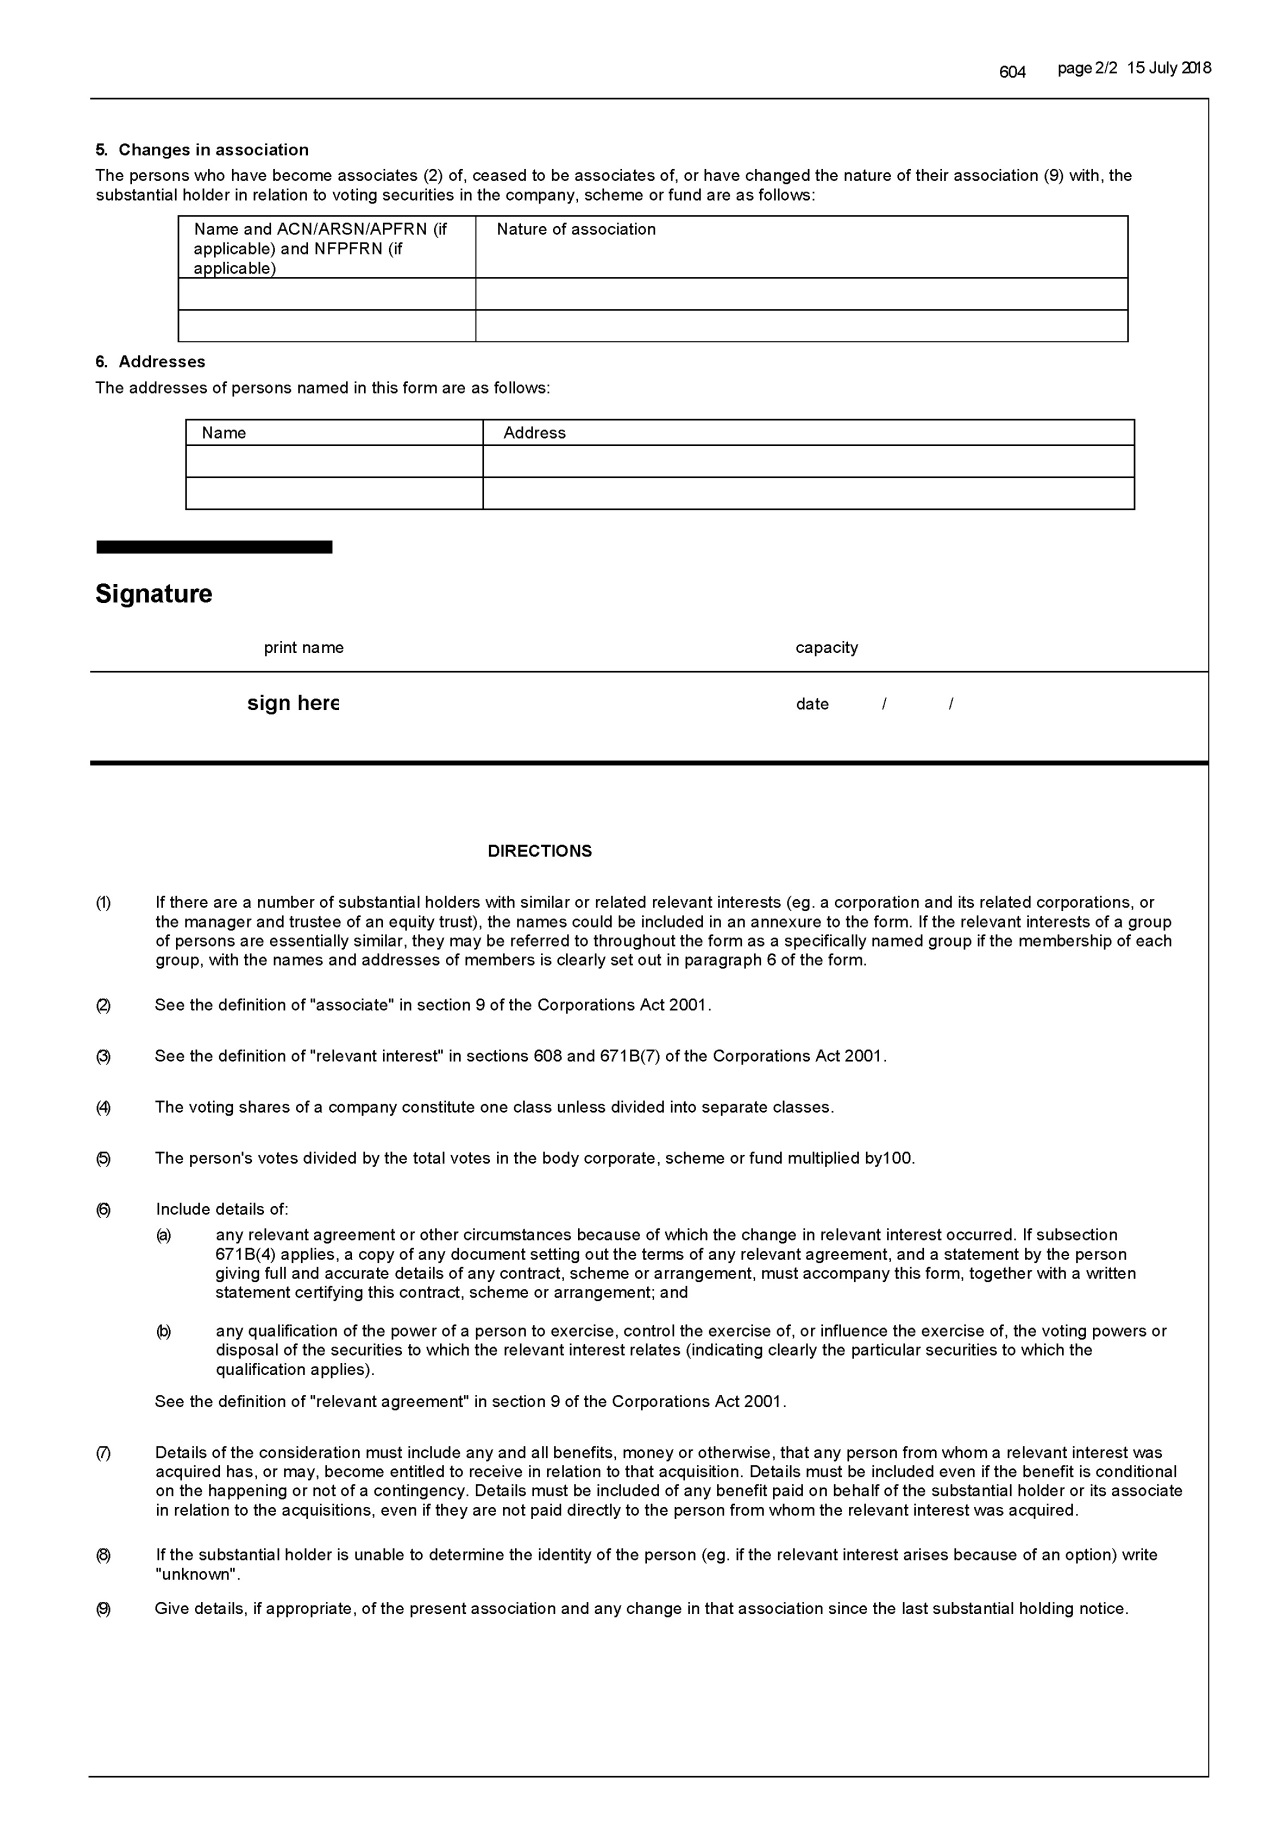 604 page 2/2 15 July 2018
5. Changes in association
The persons who have become associates (2) of, ceased to be associates of, or have changed the nature of their association (9) with, the
substantial holder in relation to voting securities in the company, scheme or fund are as follows:
Name and ACN/ARSN/APFRN (if Nature of association
applicable) and NFPFRN (if
applicable)
6. Addresses
The addresses of persons named in this form are as follows:
Name Address
Signature
print name capacity
sign here date / /
DIRECTIONS
(1) If there are a number of substantial holders with similar or related relevant interests (eg. a corporation and its related corporations, or
the manager and trustee of an equity trust), the names could be included in an annexure to the form. If the relevant interests of a group
of persons are essentially similar, they may be referred to throughout the form as a specifically named group if the membership of each
group, with the names and addresses of members is clearly set out in paragraph 6 of the form.
(2) See the definition of "associate" in section 9 of the Corporations Act 2001.
(3) See the definition of "relevant interest" in sections 608 and 671B(7) of the Corporations Act 2001.
(4) The voting shares of a company constitute one class unless divided into separate classes.
(5) The person's votes divided by the total votes in the body corporate, scheme or fund multiplied by100.
(6) Include details of:
(a) any relevant agreement or other circumstances because of which the change in relevant interest occurred. If subsection
671B(4) applies, a copy of any document setting out the terms of any relevant agreement, and a statement by the person
giving full and accurate details of any contract, scheme or arrangement, must accompany this form, together with a written
statement certifying this contract, scheme or arrangement; and
(b) any qualification of the power of a person to exercise, control the exercise of, or influence the exercise of, the voting powers or
disposal of the securities to which the relevant interest relates (indicating clearly the particular securities to which the
qualification applies).
See the definition of "relevant agreement" in section 9 of the Corporations Act 2001.
(7) Details of the consideration must include any and all benefits, money or otherwise, that any person from whom a relevant interest was
acquired has, or may, become entitled to receive in relation to that acquisition. Details must be included even if the benefit is conditional
on the happening or not of a contingency. Details must be included of any benefit paid on behalf of the substantial holder or its associate
in relation to the acquisitions, even if they are not paid directly to the person from whom the relevant interest was acquired.
(8) If the substantial holder is unable to determine the identity of the person (eg. if the relevant interest arises because of an option) write
"unknown".
(9) Give details, if appropriate, of the present association and any change in that association since the last substantial holding notice.